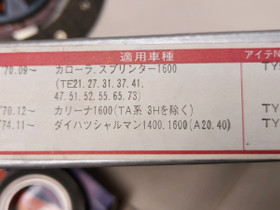 適用車種
アイテ
'70.09～ カローラ,スプリンター1600
(TE21.27.31.37.41.
47.51.52.55.65.73)
TY
'70.12～ カリーナ1600(TA系 3Hを除く)
TY
'74.11～ ダイハツシャルマン1400.1600(A20.40)
TY